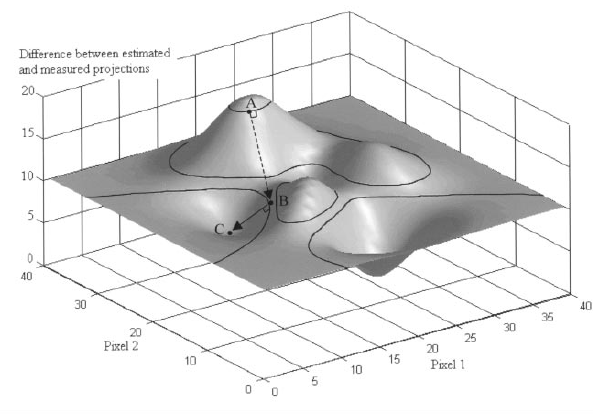 Difference between estimated
and measured projections
20
15
10
5
0
40
30
20
10
0
0
5
10
15
20
25
30
35
40
Pixel 2
Pixel 1
A
B
C